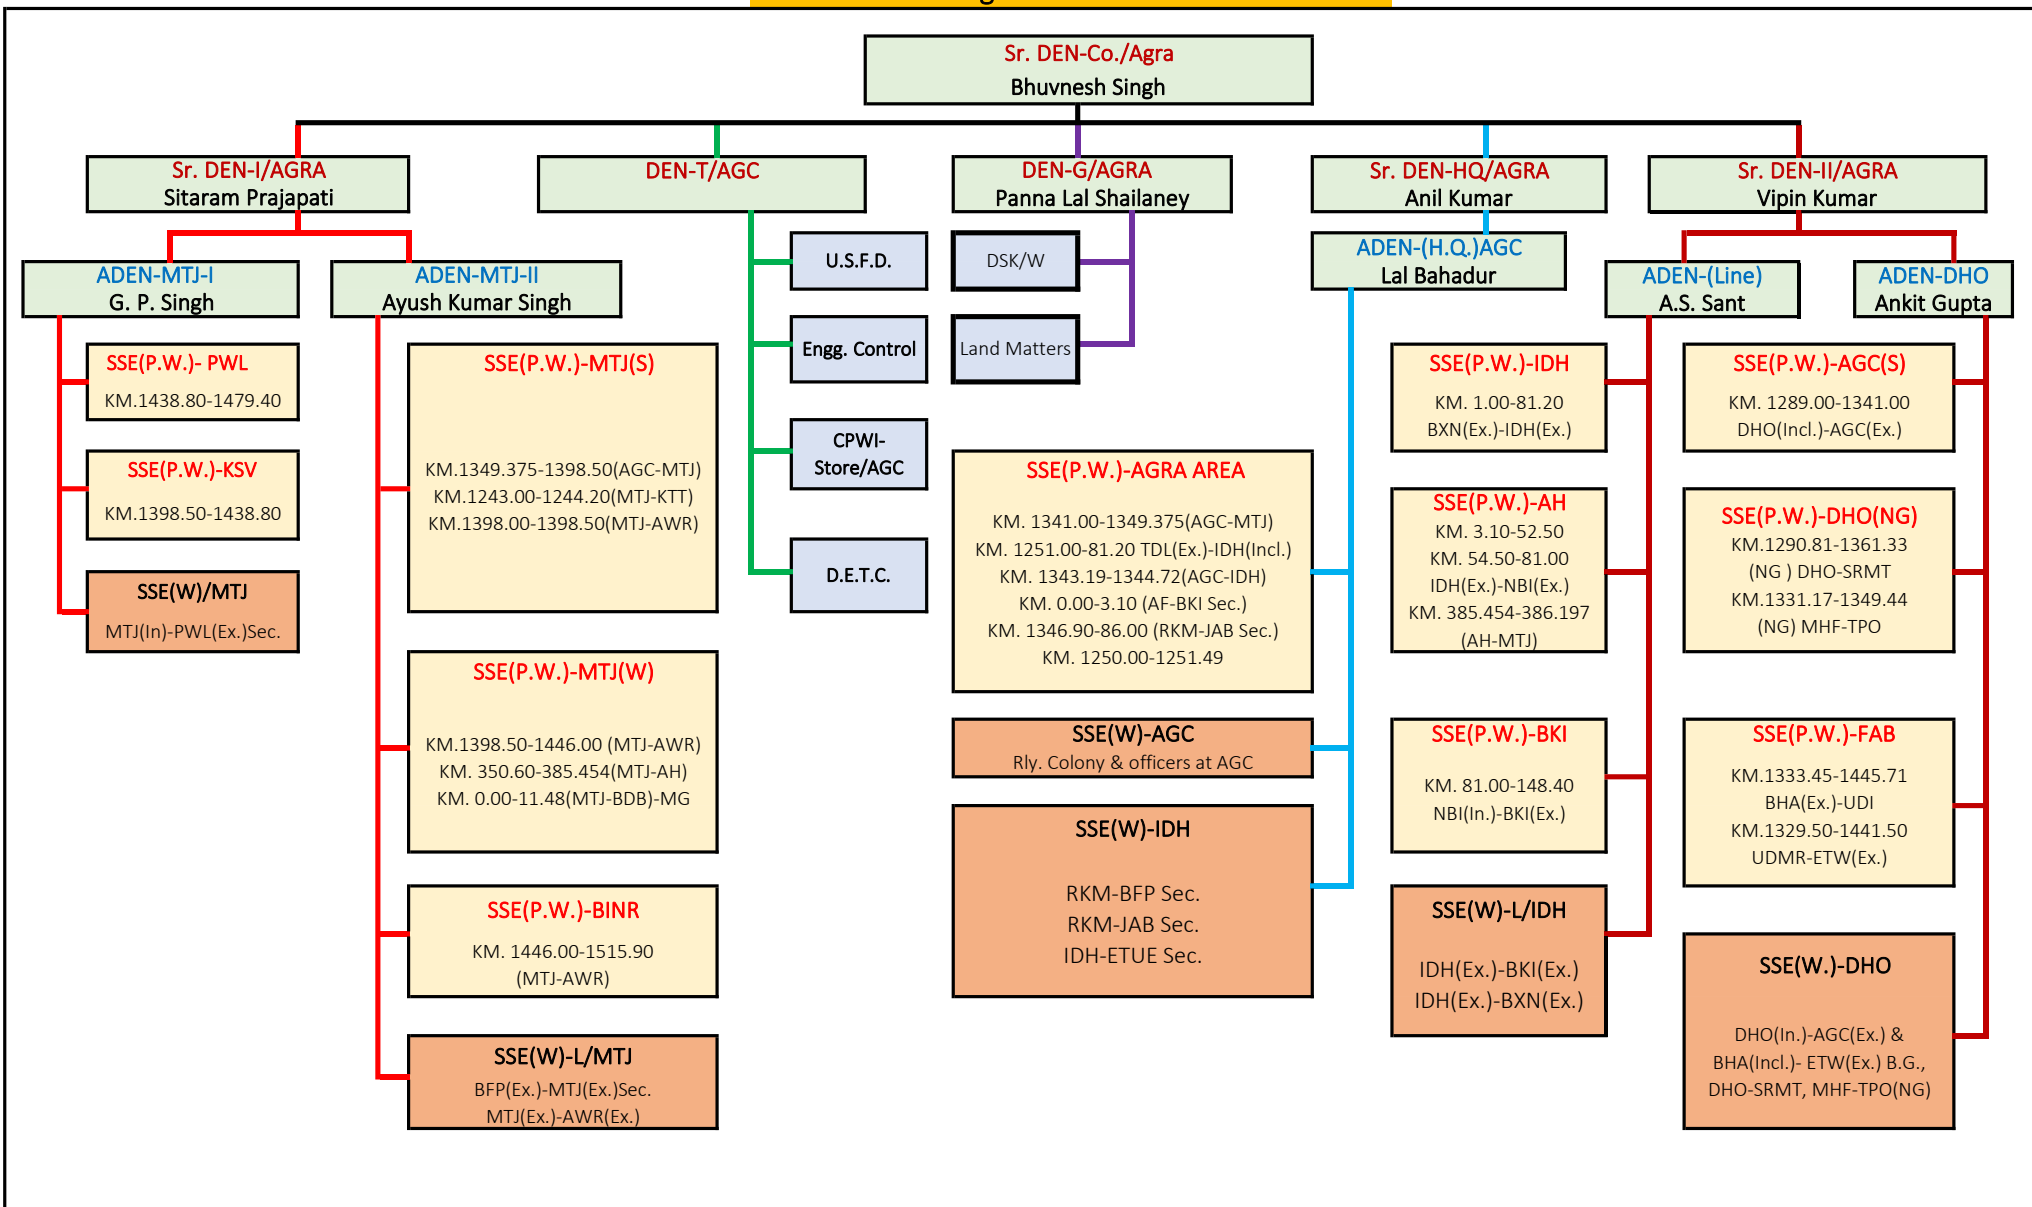 Sr. DEN-Co./Agra
Bhuvnesh Singh
Sr. DEN-I/AGRA
Sitaram Prajapati
DEN-T/AGC
DEN-G/AGRA
Panna Lal Shailaney
Sr. DEN-HQ/AGRA
Anil Kumar
Sr. DEN-II/AGRA
Vipin Kumar
ADEN-MTJ-I
G. P. Singh
ADEN-MTJ-II
Ayush Kumar Singh
ADEN-(H.Q.)AGC
Lal Bahadur
ADEN-(Line)
A.S. Sant
ADEN-DHO
Ankit Gupta
SSE(P.W.)- PWL
KM.1438.80-1479.40
SSE(P.W.)-KSV
KM.1398.50-1438.80
SSE(W)/MTJ
MTJ(In)-PWL(Ex.)Sec.
SSE(P.W.)-MTJ(S)
KM.1349.375-1398.50(AGC-MTJ)
KM.1243.00-1244.20(MTJ-KTT)
KM.1398.00-1398.50(MTJ-AWR)
SSE(P.W.)-MTJ(W)
KM.1398.50-1446.00 (MTJ-AWR)
KM. 350.60-385.454(MTJ-AH)
KM. 0.00-11.48(MTJ-BDB)-MG
SSE(P.W.)-BINR
KM. 1446.00-1515.90
(MTJ-AWR)
SSE(W)-L/MTJ
BFP(Ex.)-MTJ(Ex.)Sec.
MTJ(Ex.)-AWR(Ex.)
U.S.F.D.
Engg. Control
CPWI-
Store/AGC
D.E.T.C.
DSK/W
Land Matters
SSE(P.W.)-AGRA AREA
KM. 1341.00-1349.375(AGC-MTJ)
KM. 1251.00-81.20 TDL(Ex.)-IDH(Incl.)
KM. 1343.19-1344.72(AGC-IDH)
KM. 0.00-3.10 (AF-BKI Sec.)
KM. 1346.90-86.00 (RKM-JAB Sec.)
KM. 1250.00-1251.49
SSE(W)-AGC
Rly. Colony & officers at AGC
SSE(W)-IDH
RKM-BFP Sec.
RKM-JAB Sec.
IDH-ETUE Sec.
SSE(P.W.)-IDH
KM. 1.00-81.20
BXN(Ex.)-IDH(Ex.)
SSE(P.W.)-AH
KM. 3.10-52.50
KM. 54.50-81.00
IDH(Ex.)-NBI(Ex.)
KM. 385.454-386.197
(AH-MTJ)
SSE(P.W.)-BKI
KM. 81.00-148.40
NBI(In.)-BKI(Ex.)
SSE(W)-L/IDH
IDH(Ex.)-BKI(Ex.)
IDH(Ex.)-BXN(Ex.)
SSE(P.W.)-AGC(S)
KM. 1289.00-1341.00
DHO(Incl.)-AGC(Ex.)
SSE(P.W.)-DHO(NG)
KM.1290.81-1361.33
(NG ) DHO-SRMT
KM.1331.17-1349.44
(NG) MHF-TPO
SSE(P.W.)-FAB
KM.1333.45-1445.71
BHA(Ex.)-UDI
KM.1329.50-1441.50
UDMR-ETW(Ex.)
SSE(W.)-DHO
DHO(In.)-AGC(Ex.) &
BHA(Incl.)- ETW(Ex.) B.G.,
DHO-SRMT, MHF-TPO(NG)